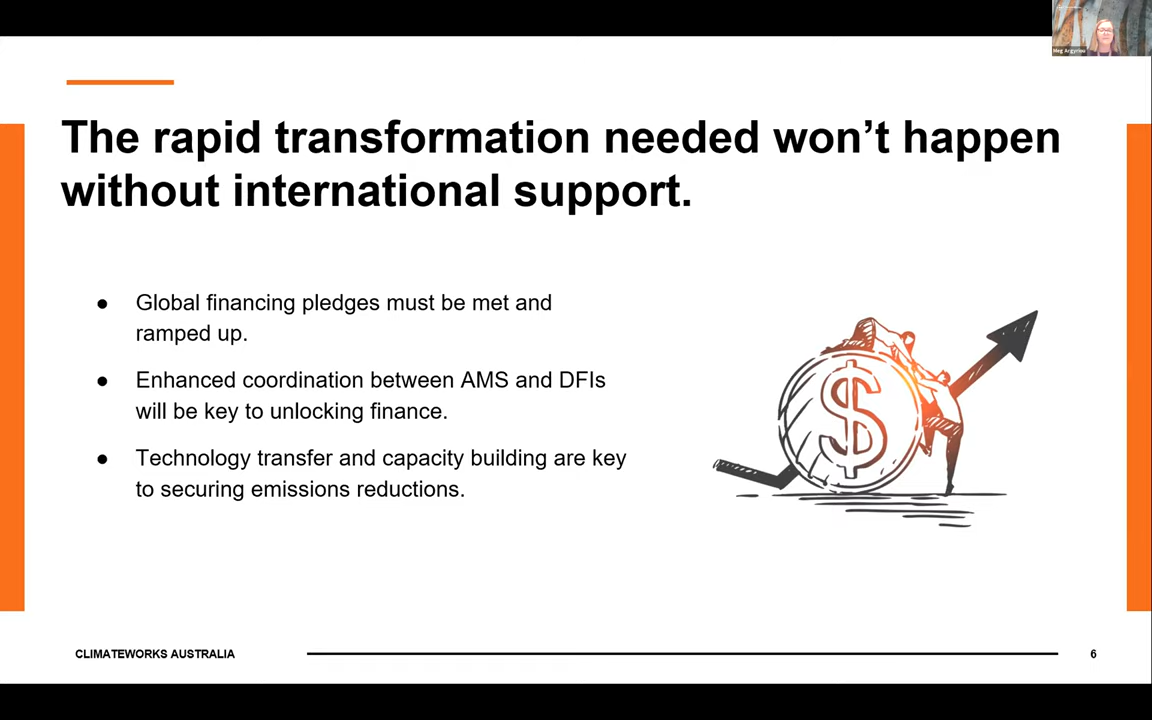 Meg Argyriou
The rapid transformation needed won’t happen
without international support.
● Global financing pledges must be met and
ramped up.
● Enhanced coordination between AMS and DFIs
will be key to unlocking finance.
● Technology transfer and capacity building are key
to securing emissions reductions.
$
CLIMATEWORKS AUSTRALIA
6